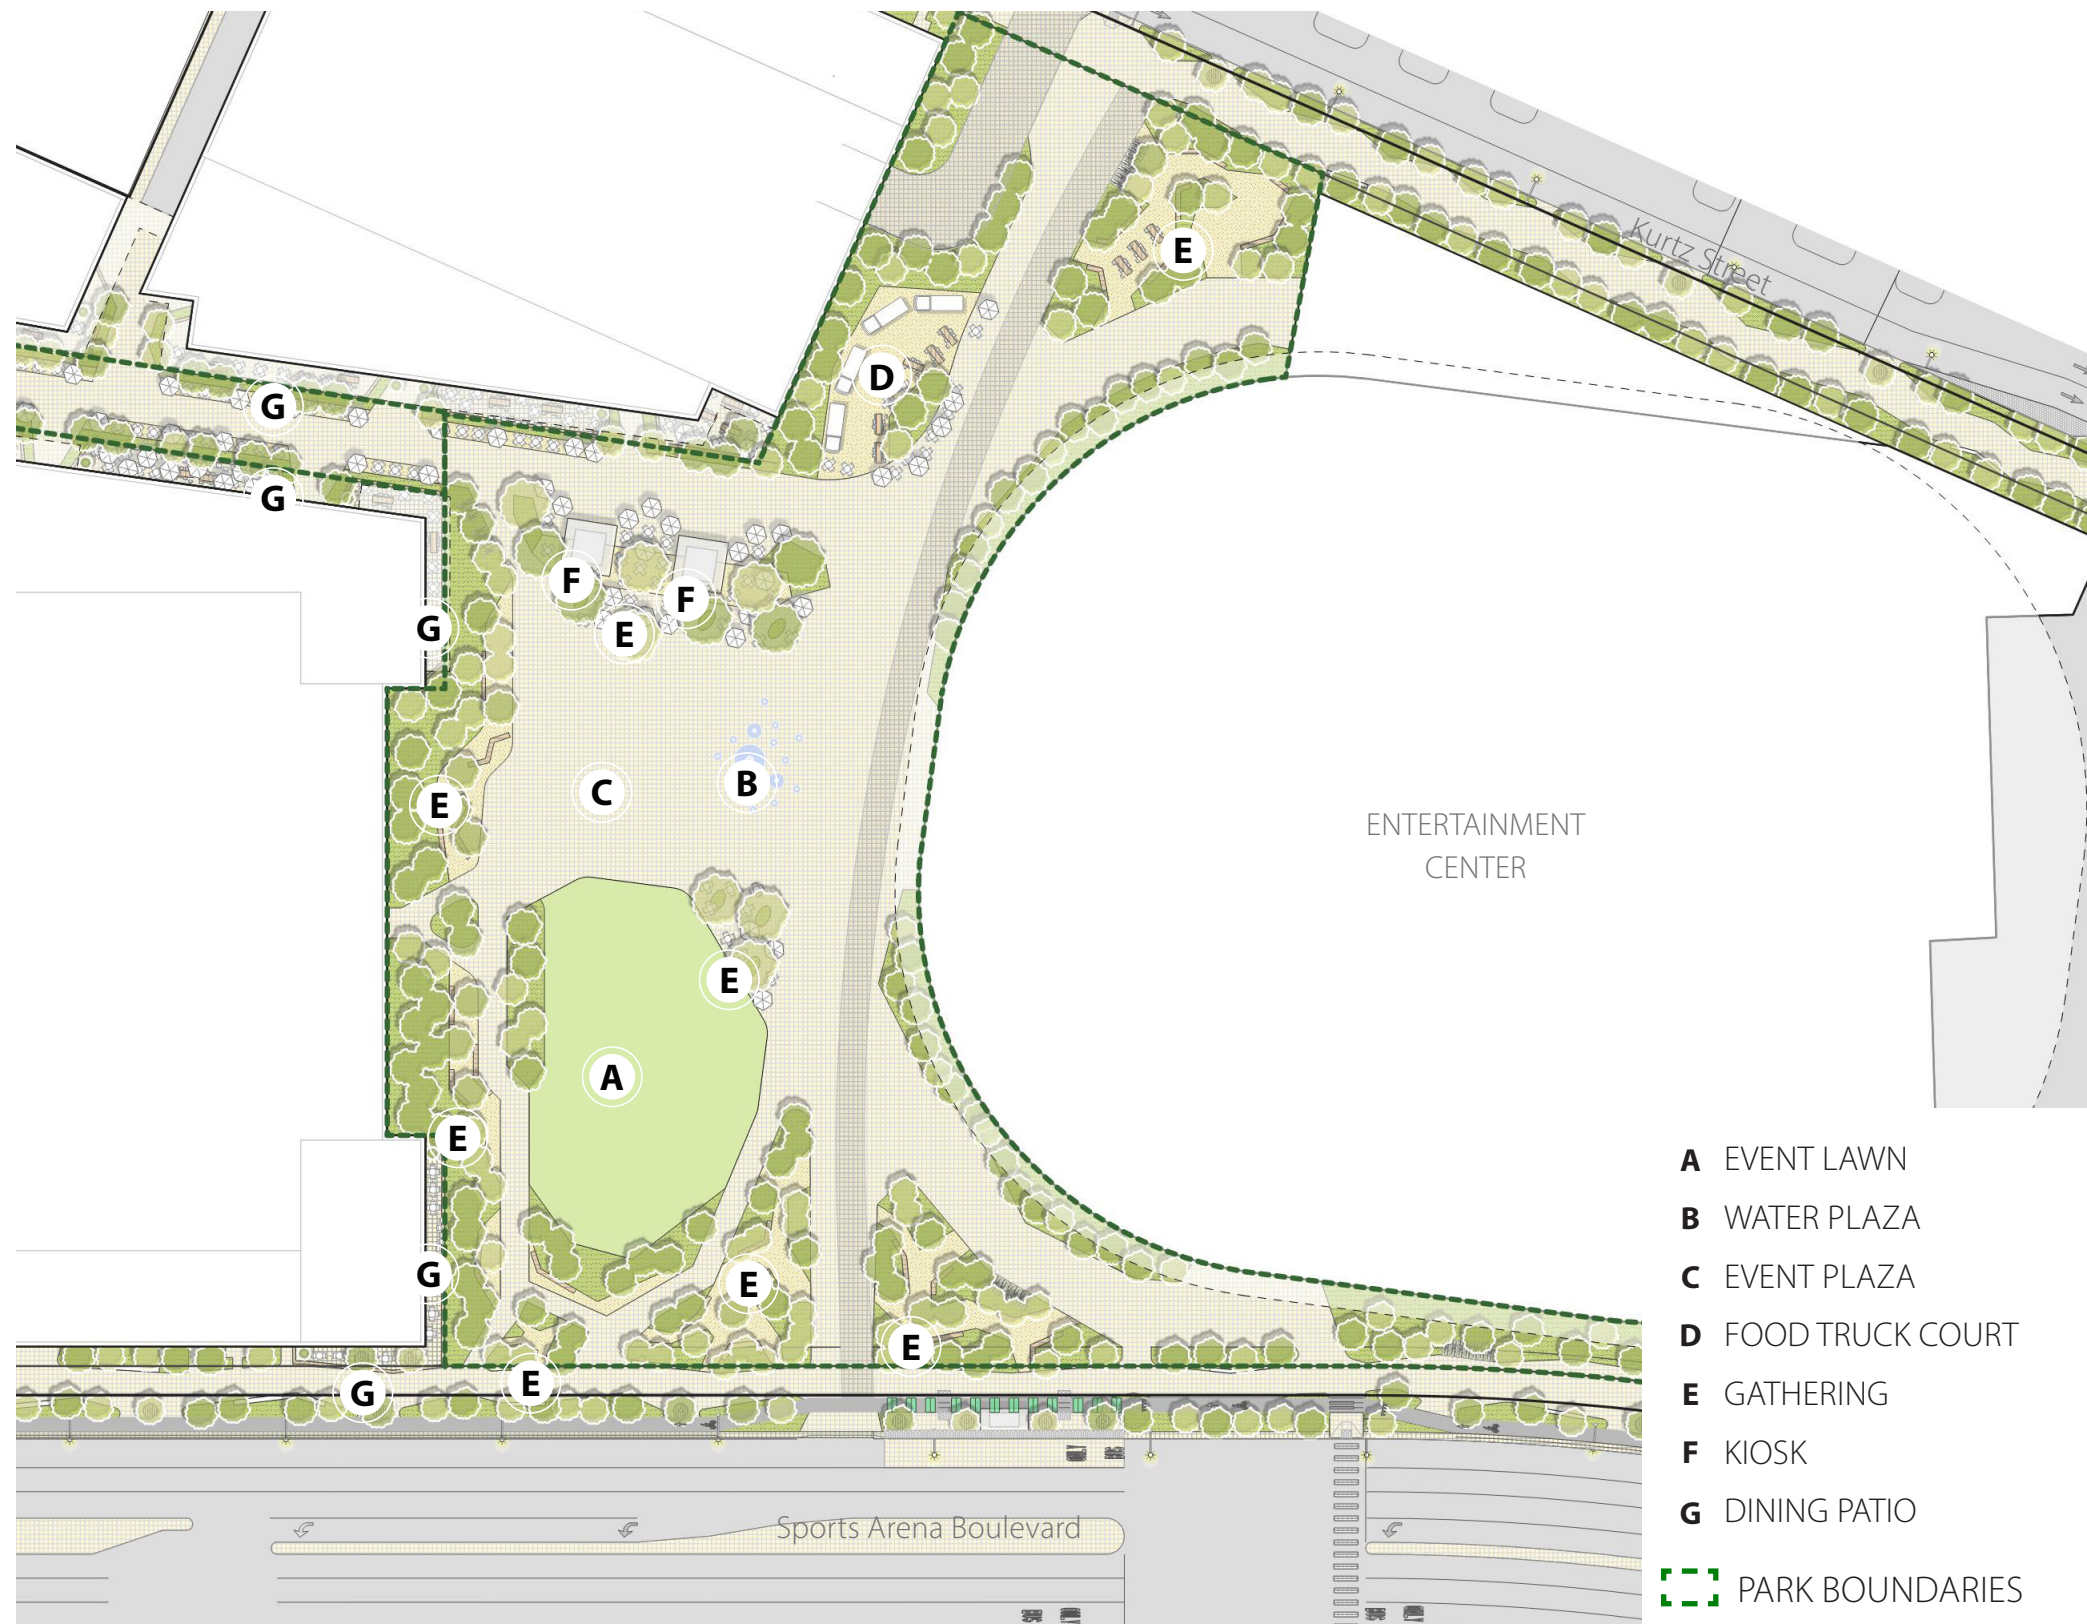 E
Kurtz Street
D
G
G
F
F
G
E
C
B
E
ENTERTAINMENT
CENTER
E
A
E
G
E
E
G
E
Sports Arena Boulevard
A EVENT LAWN
B WATER PLAZA
C EVENT PLAZA
D FOOD TRUCK COURT
E GATHERING
F KIOSK
G DINING PATIO
PARK BOUNDARIES